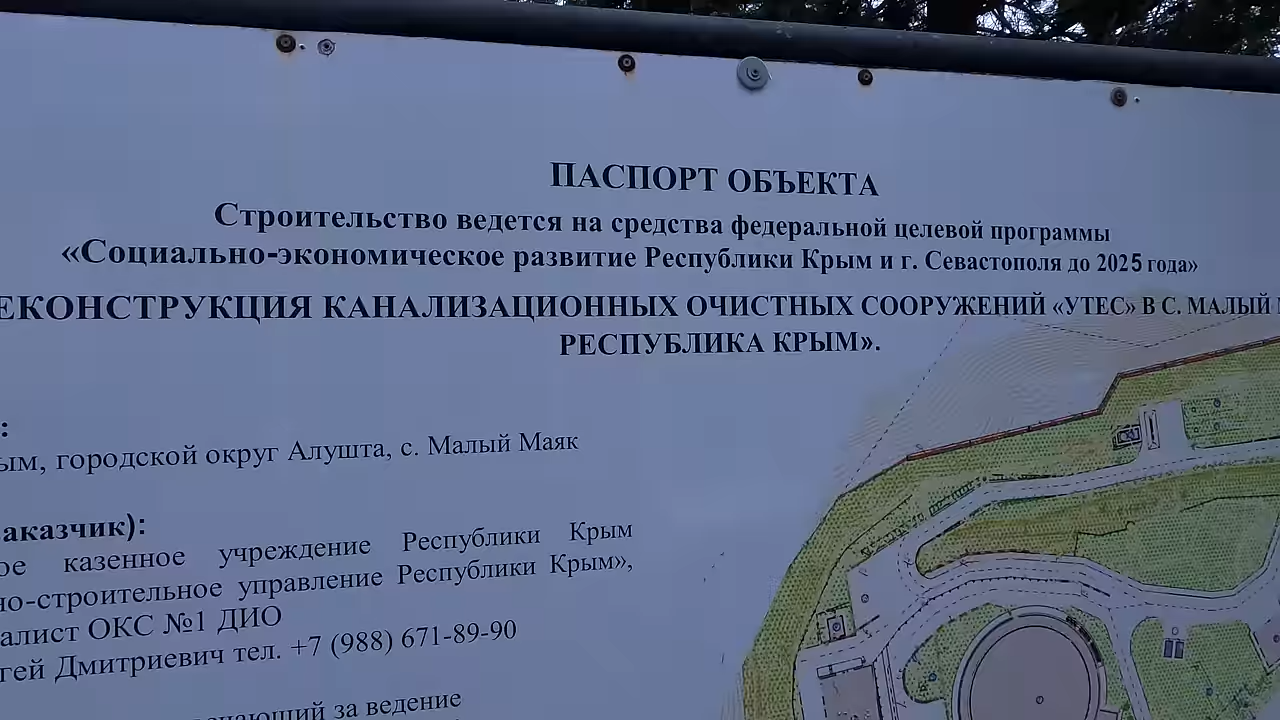 ПАСПОРТ ОБЪЕКТА
Строительство ведется на средства федеральной целевой программы
«Социально-экономическое развитие Республики Крым и г. Севастополя до 2025 года»
ЕКОНСТРУКЦИЯ КАНАЛИЗАЦИОННЫХ ОЧИСТНЫХ СООРУЖЕНИЙ «УТЕС» В С. МАЛЫЙ
РЕСПУБЛИКА КРЫМ».
:
ым, городской округ Алушта, с. Малый Маяк
аказчик):
ое казенное учреждение Республики Крым
но-строительное управление Республики Крым»,
алист ОКС №1 ДИО
гей Дмитриевич тел. +7 (988) 671-89-90
за ведение